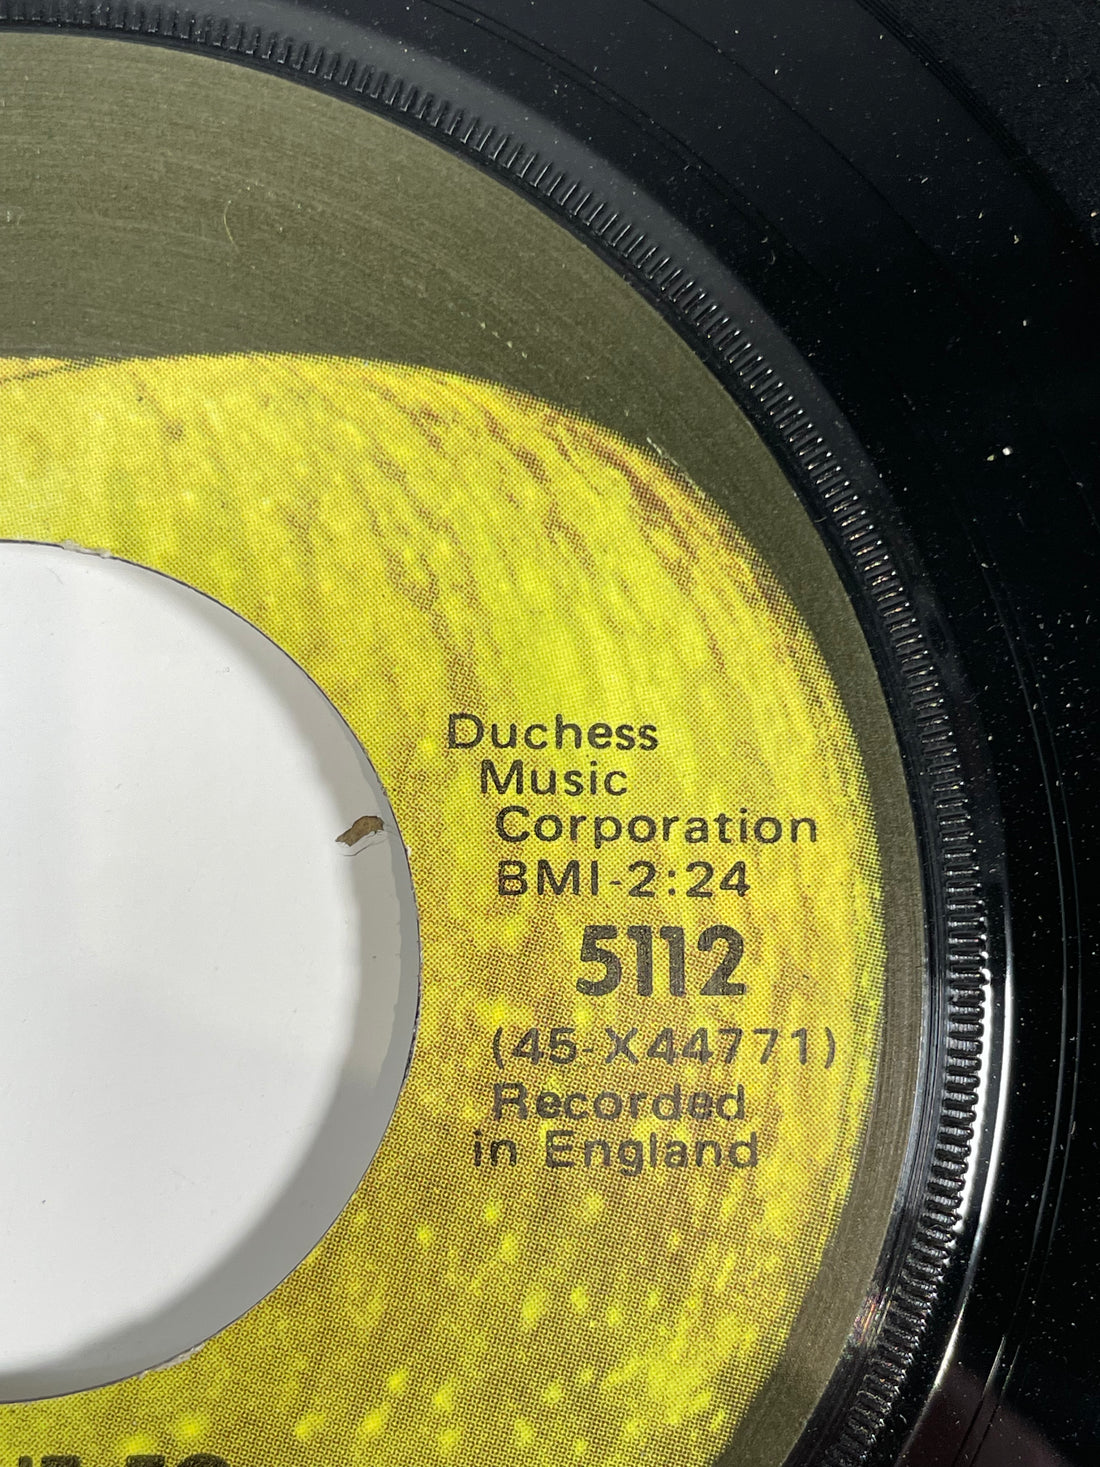 Duchess
Music
Corporation
BMI-2:24
5112
(45-X44771)
Recorded
in England